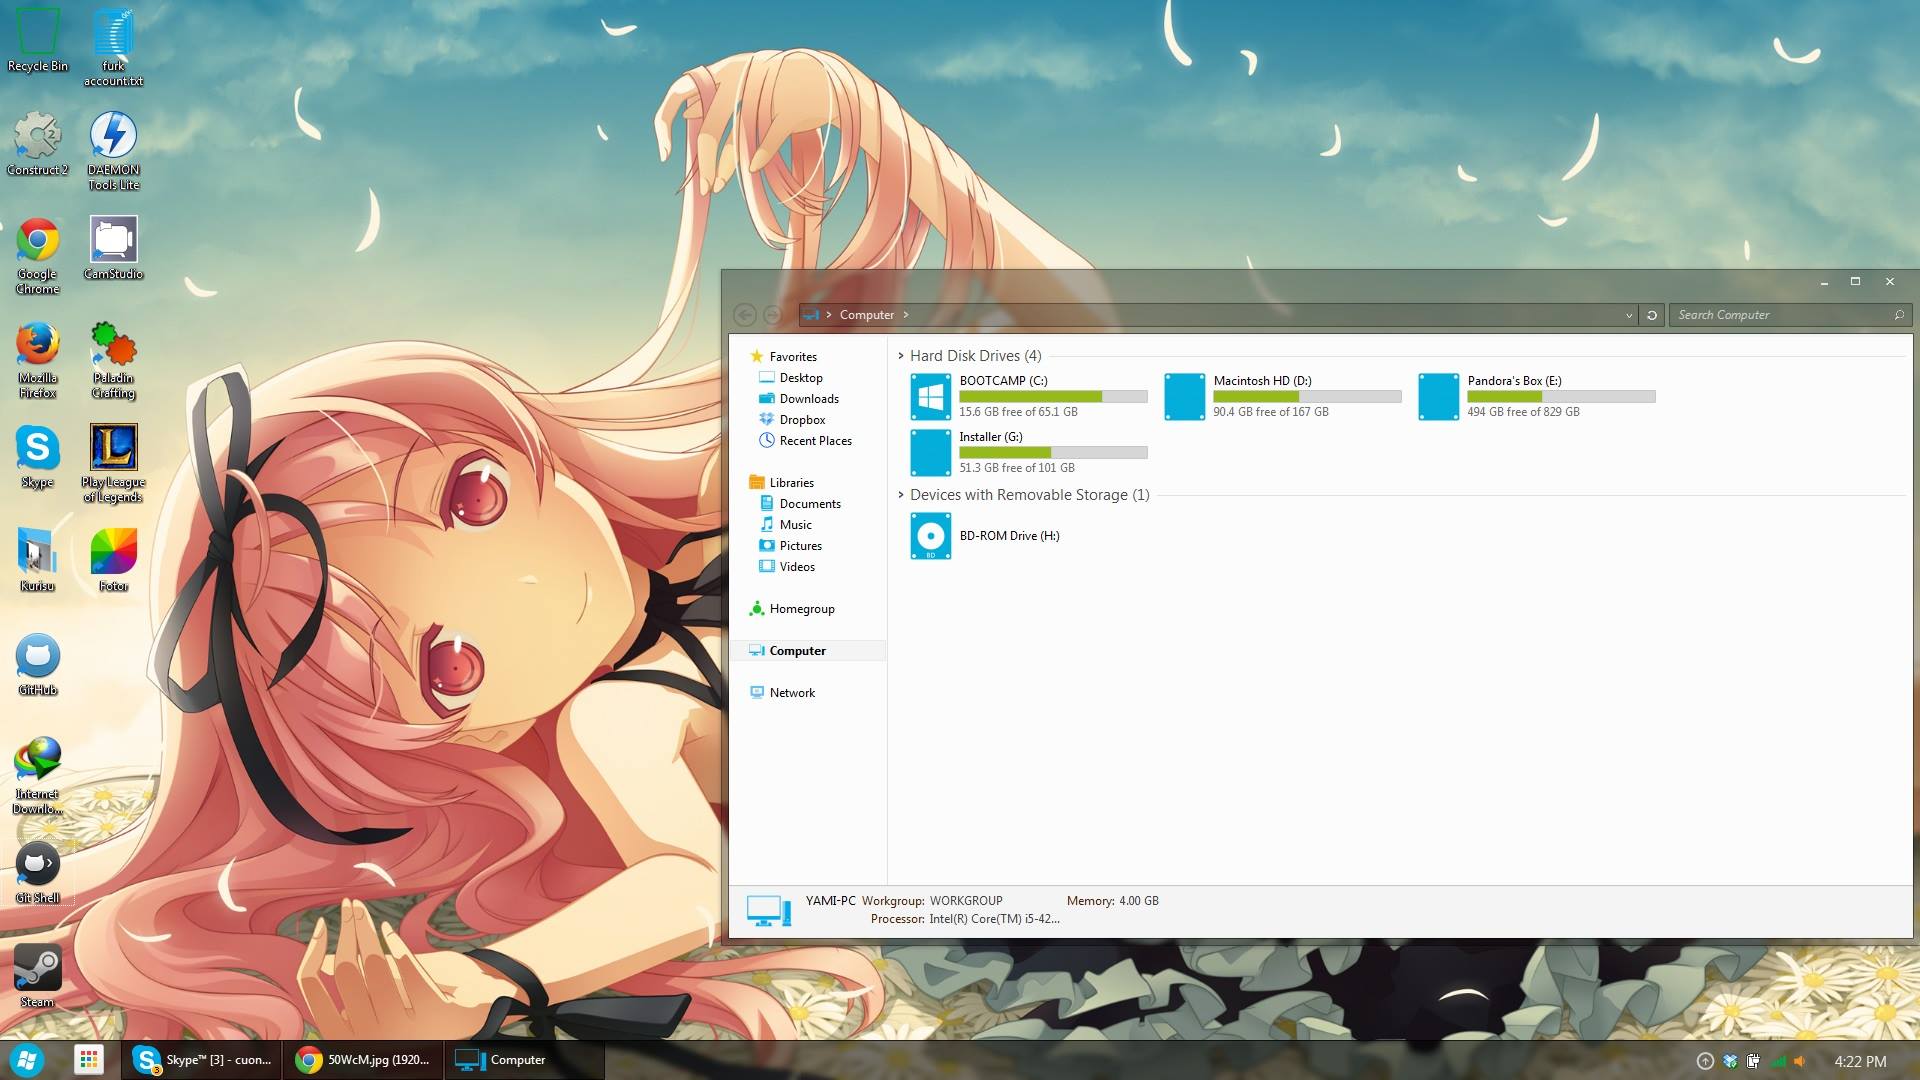 Recycle Bin
furk
account.txt
Construct 2
DAEMON
Tools Lite
Google
Chrome
CamStudio
Mozilla
Firefox
Paladin
Crafting
Skype
Play League
of Legends
Kurisu
Fotor
GitHub
Internet
Downlo...
Git Shell
Steam
Computer
Search Computer
Favorites
Desktop
Downloads
Dropbox
Recent Places
Libraries
Documents
Music
Pictures
Videos
Homegroup
Computer
Network
Hard Disk Drives (4)
BOOTCAMP (C:)
15.6 GB free of 65.1 GB
Macintosh HD (D:)
90.4 GB free of 167 GB
Pandora's Box (E:)
494 GB free of 829 GB
Installer (G:)
51.3 GB free of 101 GB
Devices with Removable Storage (1)
BD
BD-ROM Drive (H:)
YAMI-PC Workgroup: WORKGROUP Memory: 4.00 GB
Processor: Intel(R) Core(TM) i5-42...
Skype™ [3] - cuon...
50WcM.jpg (1920...
Computer
4:22 PM